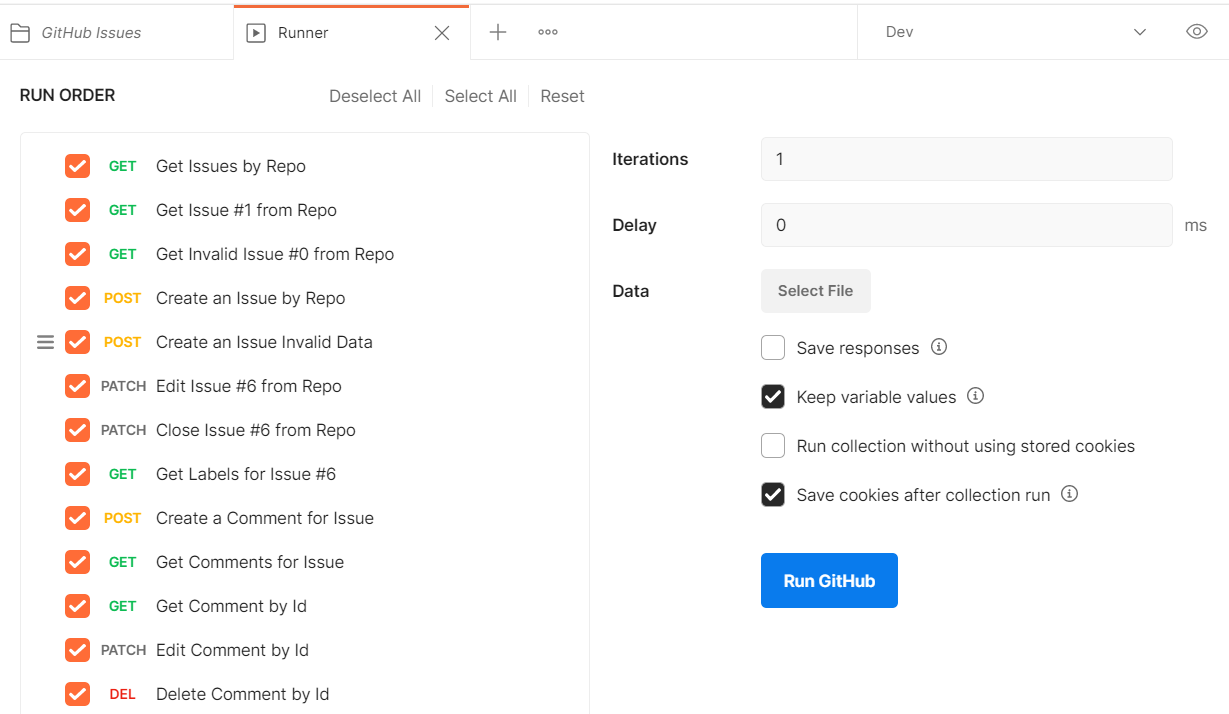 GitHub Issues
Runner
Dev
RUN ORDER
Deselect All
Select All
Reset
GET Get Issues by Repo
GET Get Issue #1 from Repo
GET Get Invalid Issue #0 from Repo
POST Create an Issue by Repo
POST Create an Issue Invalid Data
PATCH Edit Issue #6 from Repo
PATCH Close Issue #6 from Repo
GET Get Labels for Issue #6
POST Create a Comment for Issue
GET Get Comments for Issue
GET Get Comment by Id
PATCH Edit Comment by Id
DEL Delete Comment by Id
Iterations 1
Delay 0 ms
Data Select File
Save responses
Keep variable values
Run collection without using stored cookies
Save cookies after collection run
Run GitHub